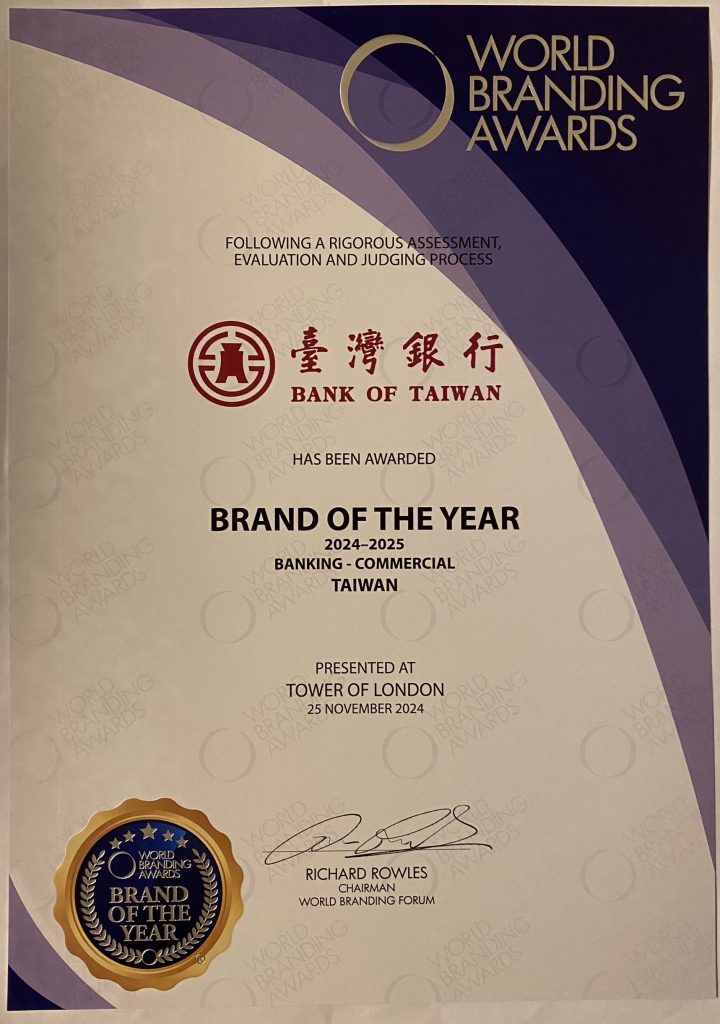 WORLD
BRANDING
AWARDS
FOLLOWING A RIGOROUS ASSESSMENT,
EVALUATION AND JUDGING PROCESS
臺灣銀行
BANK OF TAIWAN
HAS BEEN AWARDED
BRAND OF THE YEAR
2024–2025
BANKING - COMMERCIAL
TAIWAN
PRESENTED AT
TOWER OF LONDON
25 NOVEMBER 2024
RICHARD ROWLES
CHAIRMAN
WORLD BRANDING FORUM
WORLD
BRANDING
AWARDS
BRAND
OF THE
YEAR